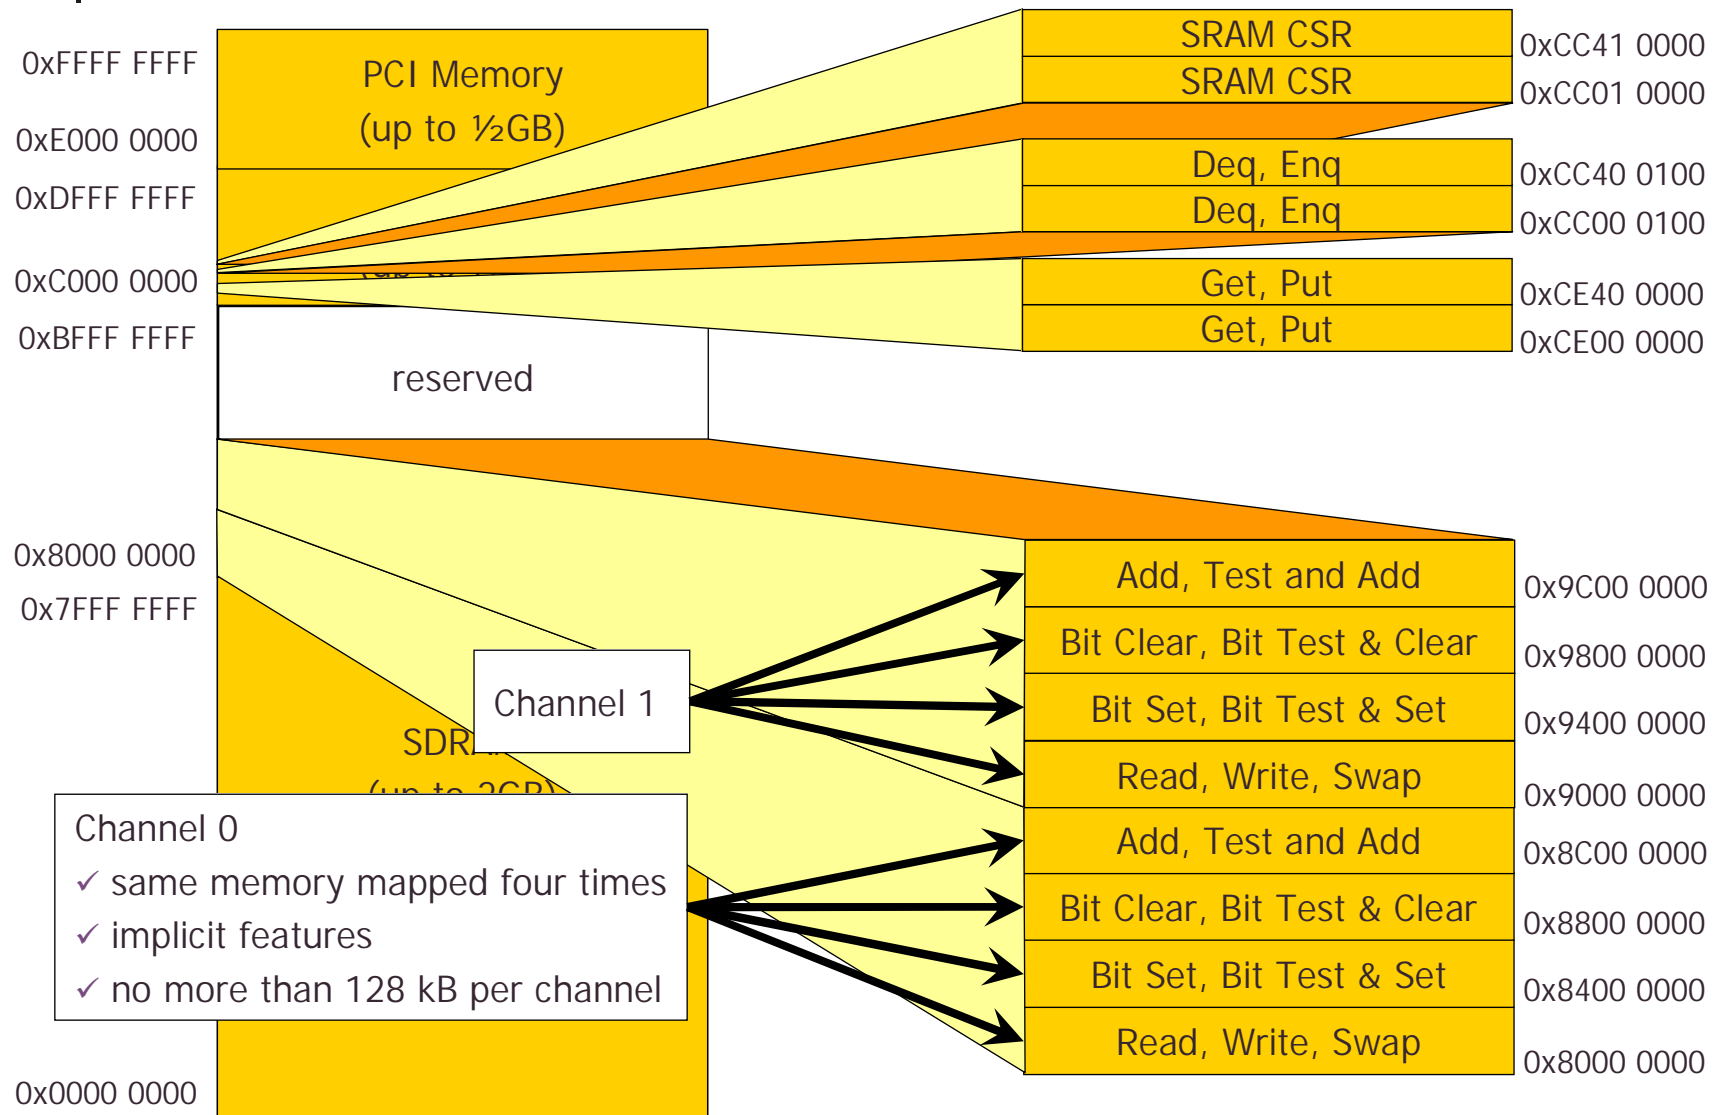 0xFFFF FFFF
0xE000 0000
0xDFFF FFFF
0xC000 0000
0xBFFF FFFF
0x8000 0000
0x7FFF FFFF
0x0000 0000
PCI Memory
(up to ½GB)
reserved
Channel 1
(up to 2GB)
Channel 0
✓ same memory mapped four times
✓ implicit features
✓ no more than 128 kB per channel
SRAM CSR
0xCC41 0000
SRAM CSR
0xCC01 0000
Deq, Enq
0xCC40 0100
Deq, Enq
0xCC00 0100
Get, Put
0xCE40 0000
Get, Put
0xCE00 0000
Add, Test and Add
0x9C00 0000
Bit Clear, Bit Test & Clear
0x9800 0000
Bit Set, Bit Test & Set
0x9400 0000
Read, Write, Swap
0x9000 0000
Add, Test and Add
0x8C00 0000
Bit Clear, Bit Test & Clear
0x8800 0000
Bit Set, Bit Test & Set
0x8400 0000
Read, Write, Swap
0x8000 0000